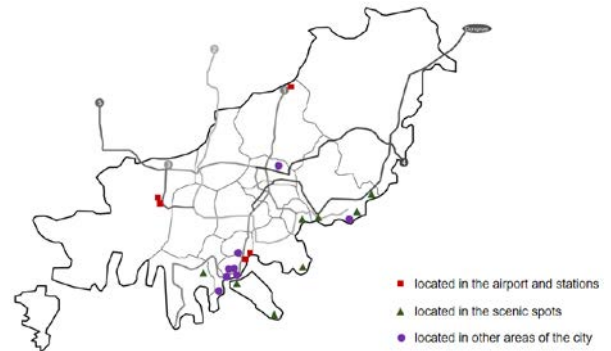 located in the airport and stations
located in the scenic spots
located in other areas of the city